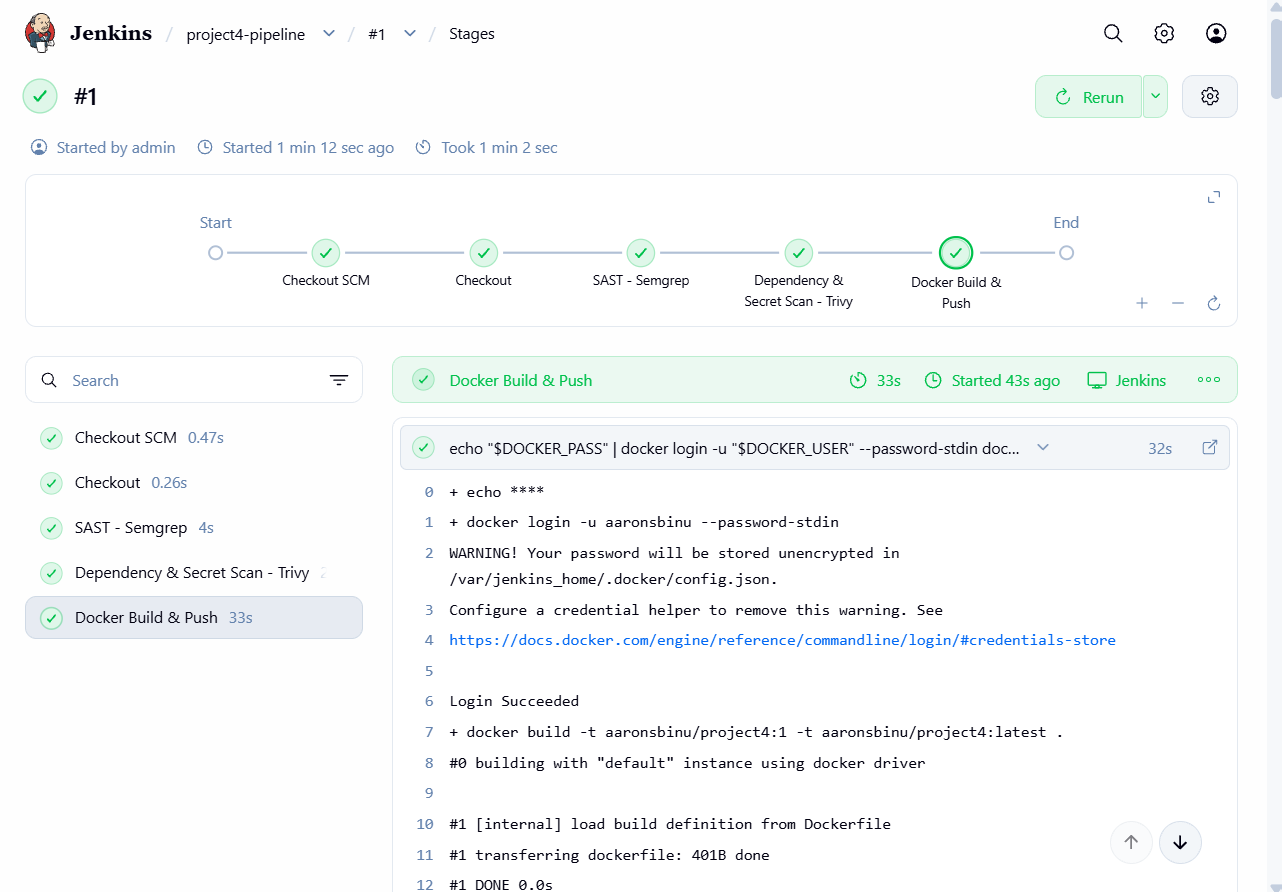 Jenkins / project4-pipeline / #1 / Stages
#1
Rerun
Started by admin Started 1 min 12 sec ago Took 1 min 2 sec
Start
End
Checkout SCM
Checkout
SAST - Semgrep
Dependency &
Secret Scan - Trivy
Docker Build &
Push
Search
Checkout SCM 0.47s
Checkout 0.26s
SAST - Semgrep 4s
Dependency & Secret Scan - Trivy
Docker Build & Push 33s
Docker Build & Push 33s Started 43s ago Jenkins
echo "$DOCKER_PASS" | docker login -u "$DOCKER_USER" --password-stdin doc... 32s
0 + echo ****
1 + docker login -u aaronsbinu --password-stdin
2 WARNING! Your password will be stored unencrypted in
/var/jenkins_home/.docker/config.json.
3 Configure a credential helper to remove this warning. See
4 https://docs.docker.com/engine/reference/commandline/login/#credentials-store
5
6 Login Succeeded
7 + docker build -t aaronsbinu/project4:1 -t aaronsbinu/project4:latest .
8 #0 building with "default" instance using docker driver
9
10 #1 [internal] load build definition from Dockerfile
11 #1 transferring dockerfile: 401B done
12 #1 DONE 0.0s